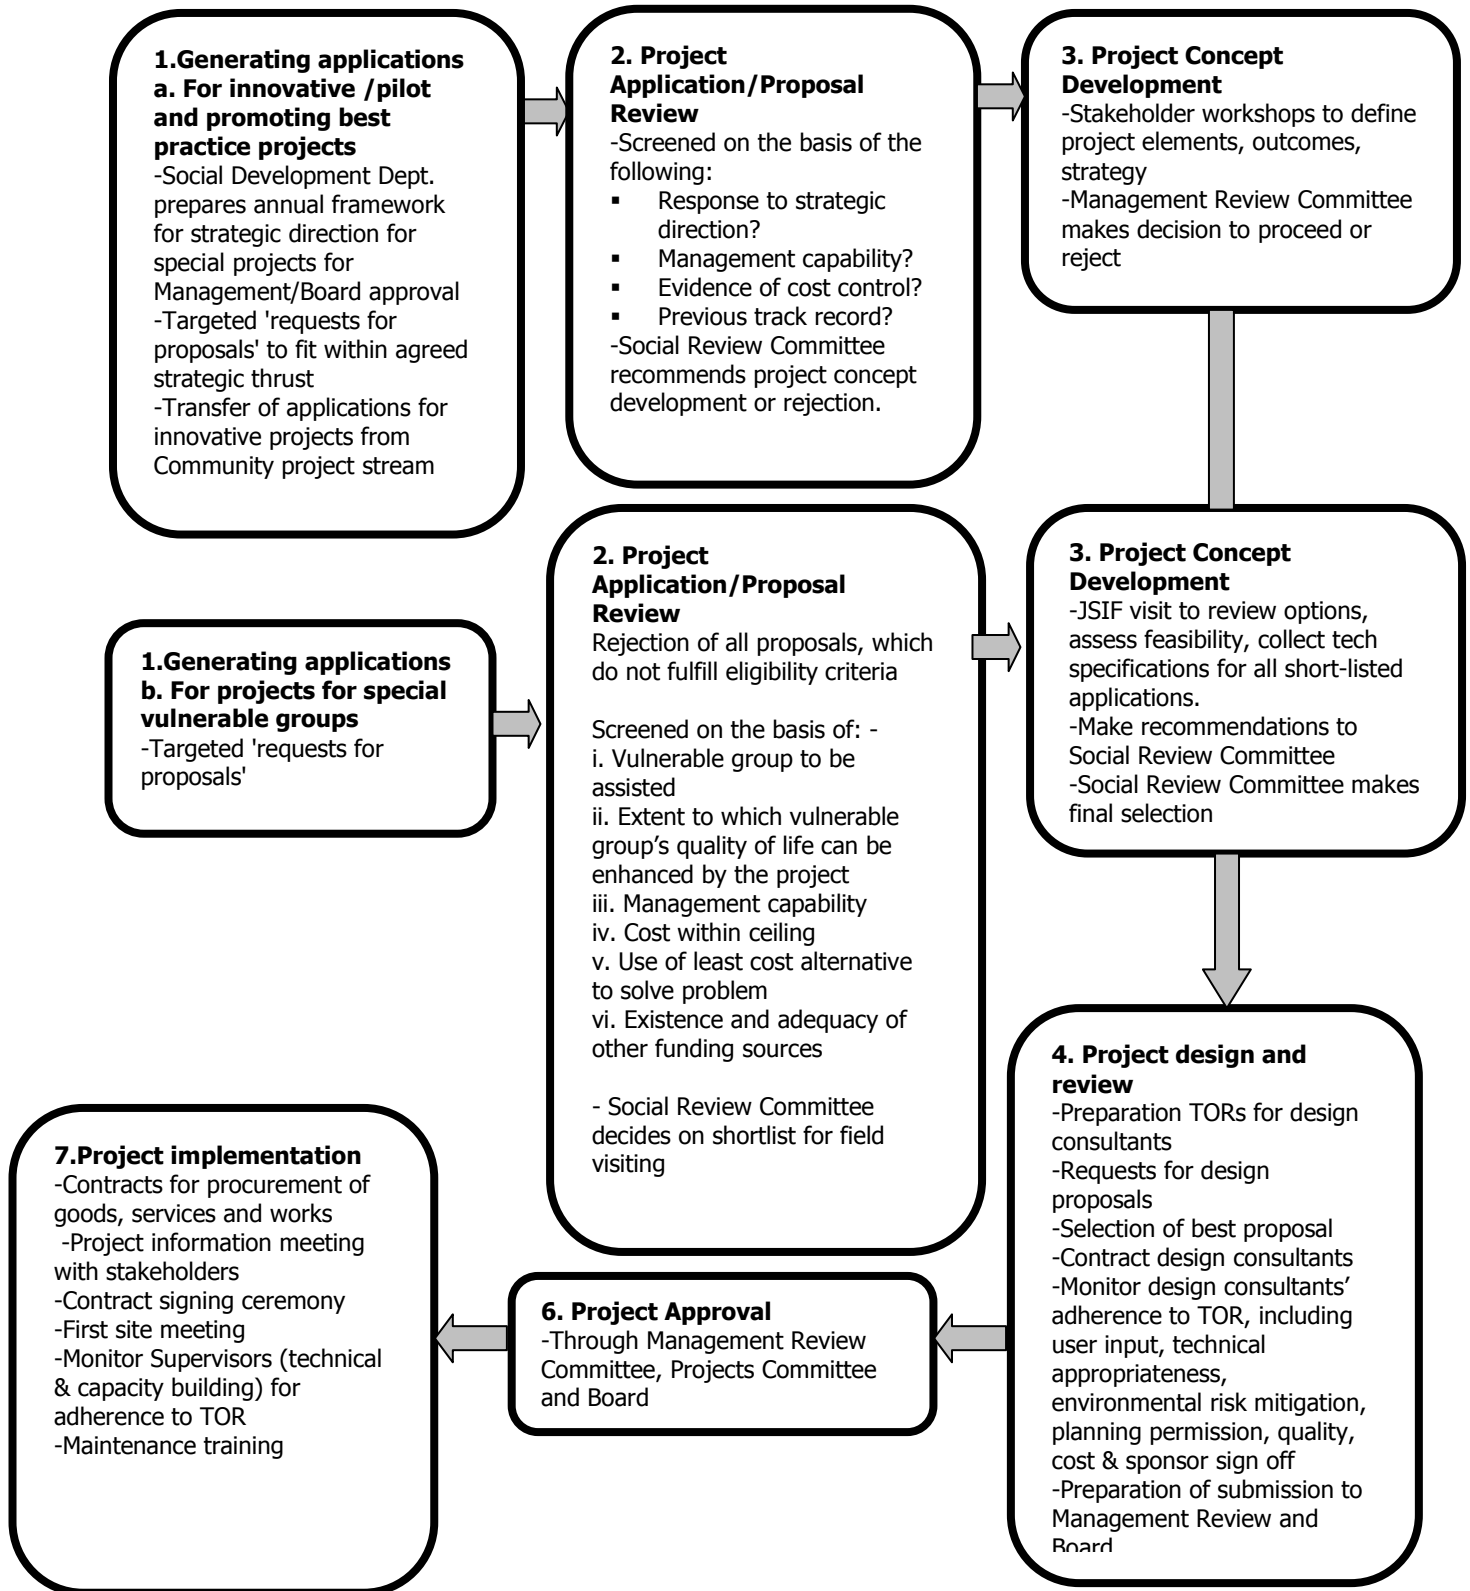 1.Generating applications
a. For innovative /pilot
and promoting best
practice projects
-Social Development Dept.
prepares annual framework
for strategic direction for
special projects for
Management/Board approval
-Targeted 'requests for
proposals' to fit within agreed
strategic thrust
-Transfer of applications for
innovative projects from
Community project stream
2. Project
Application/Proposal
Review
-Screened on the basis of the
following:
▪ Response to strategic
direction?
▪ Management capability?
▪ Evidence of cost control?
▪ Previous track record?
-Social Review Committee
recommends project concept
development or rejection.
3. Project Concept
Development
-Stakeholder workshops to define
project elements, outcomes,
strategy
-Management Review Committee
makes decision to proceed or
reject
1.Generating applications
b. For projects for special
vulnerable groups
-Targeted 'requests for
proposals'
2. Project
Application/Proposal
Review
Rejection of all proposals, which
do not fulfill eligibility criteria
Screened on the basis of: -
i. Vulnerable group to be
assisted
ii. Extent to which vulnerable
group’s quality of life can be
enhanced by the project
iii. Management capability
iv. Cost within ceiling
v. Use of least cost alternative
to solve problem
vi. Existence and adequacy of
other funding sources
- Social Review Committee
decides on shortlist for field
visiting
3. Project Concept
Development
-JSIF visit to review options,
assess feasibility, collect tech
specifications for all short-listed
applications.
-Make recommendations to
Social Review Committee
-Social Review Committee makes
final selection
4. Project design and
review
-Preparation TORs for design
consultants
-Requests for design
proposals
-Selection of best proposal
-Contract design consultants
-Monitor design consultants’
adherence to TOR, including
user input, technical
appropriateness,
environmental risk mitigation,
planning permission, quality,
cost & sponsor sign off
-Preparation of submission to
Management Review and
Board
6. Project Approval
-Through Management Review
Committee, Projects Committee
and Board
7.Project implementation
-Contracts for procurement of
goods, services and works
-Project information meeting
with stakeholders
-Contract signing ceremony
-First site meeting
-Monitor Supervisors (technical
& capacity building) for
adherence to TOR
-Maintenance training